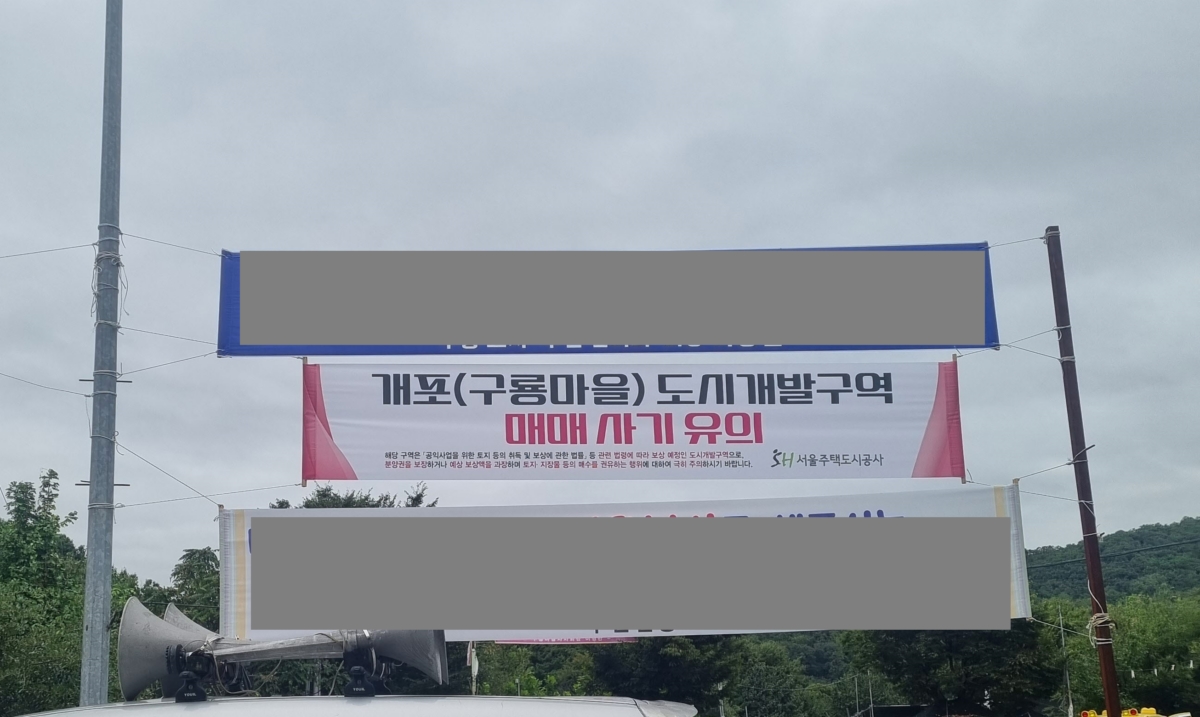 개포(구룡마을) 도시개발구역
매매 사기 유의
해당 구역은 「공익사업을 위한 토지 등의 취득 및 보상에 관한 법률」 등 관련 법령에 따라 보상 예정인 도시개발구역으로,
분양권을 보장하거나 예상 보상액을 과장하며 토지·지장물 등의 매수를 권유하는 행위에 대하여 극히 주의하시기 바랍니다.
SH 서울주택도시공사